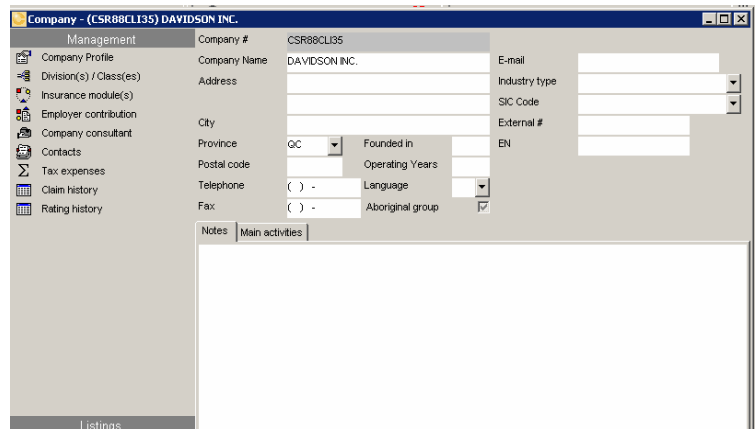 Company - (CSR88CLI35) DAVIDSON INC.
Management
Company Profile
Division(s) / Class(es)
Insurance module(s)
Employer contribution
Company consultant
Contacts
Tax expenses
Claim history
Rating history
Listings
Company # CSR88CLI35
Company Name DAVIDSON INC. E-mail
Address Industry type
SIC Code
City External #
Province QC Founded in EN
Postal code Operating Years
Telephone ( ) - Language
Fax ( ) - Aboriginal group
Notes Main activities